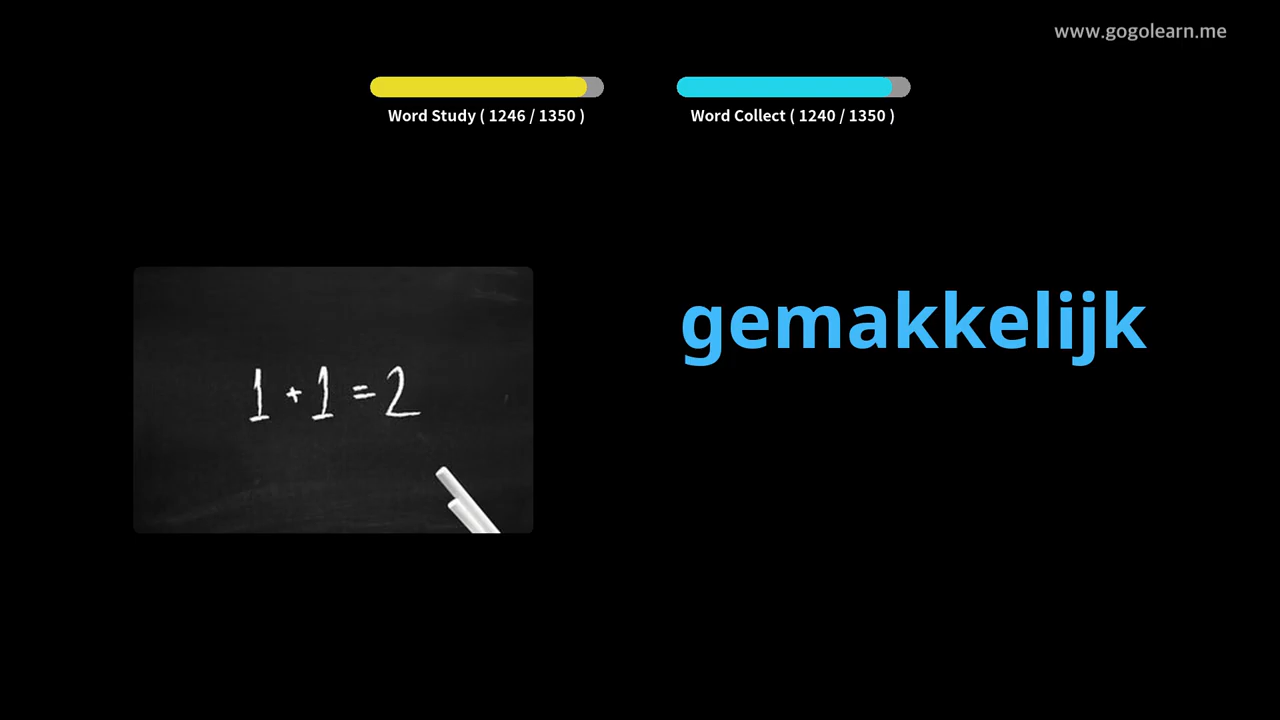 www.gogolearn.me
Word Study ( 1246 / 1350 )
Word Collect ( 1240 / 1350 )
gemakkelijk
1 + 1 = 2